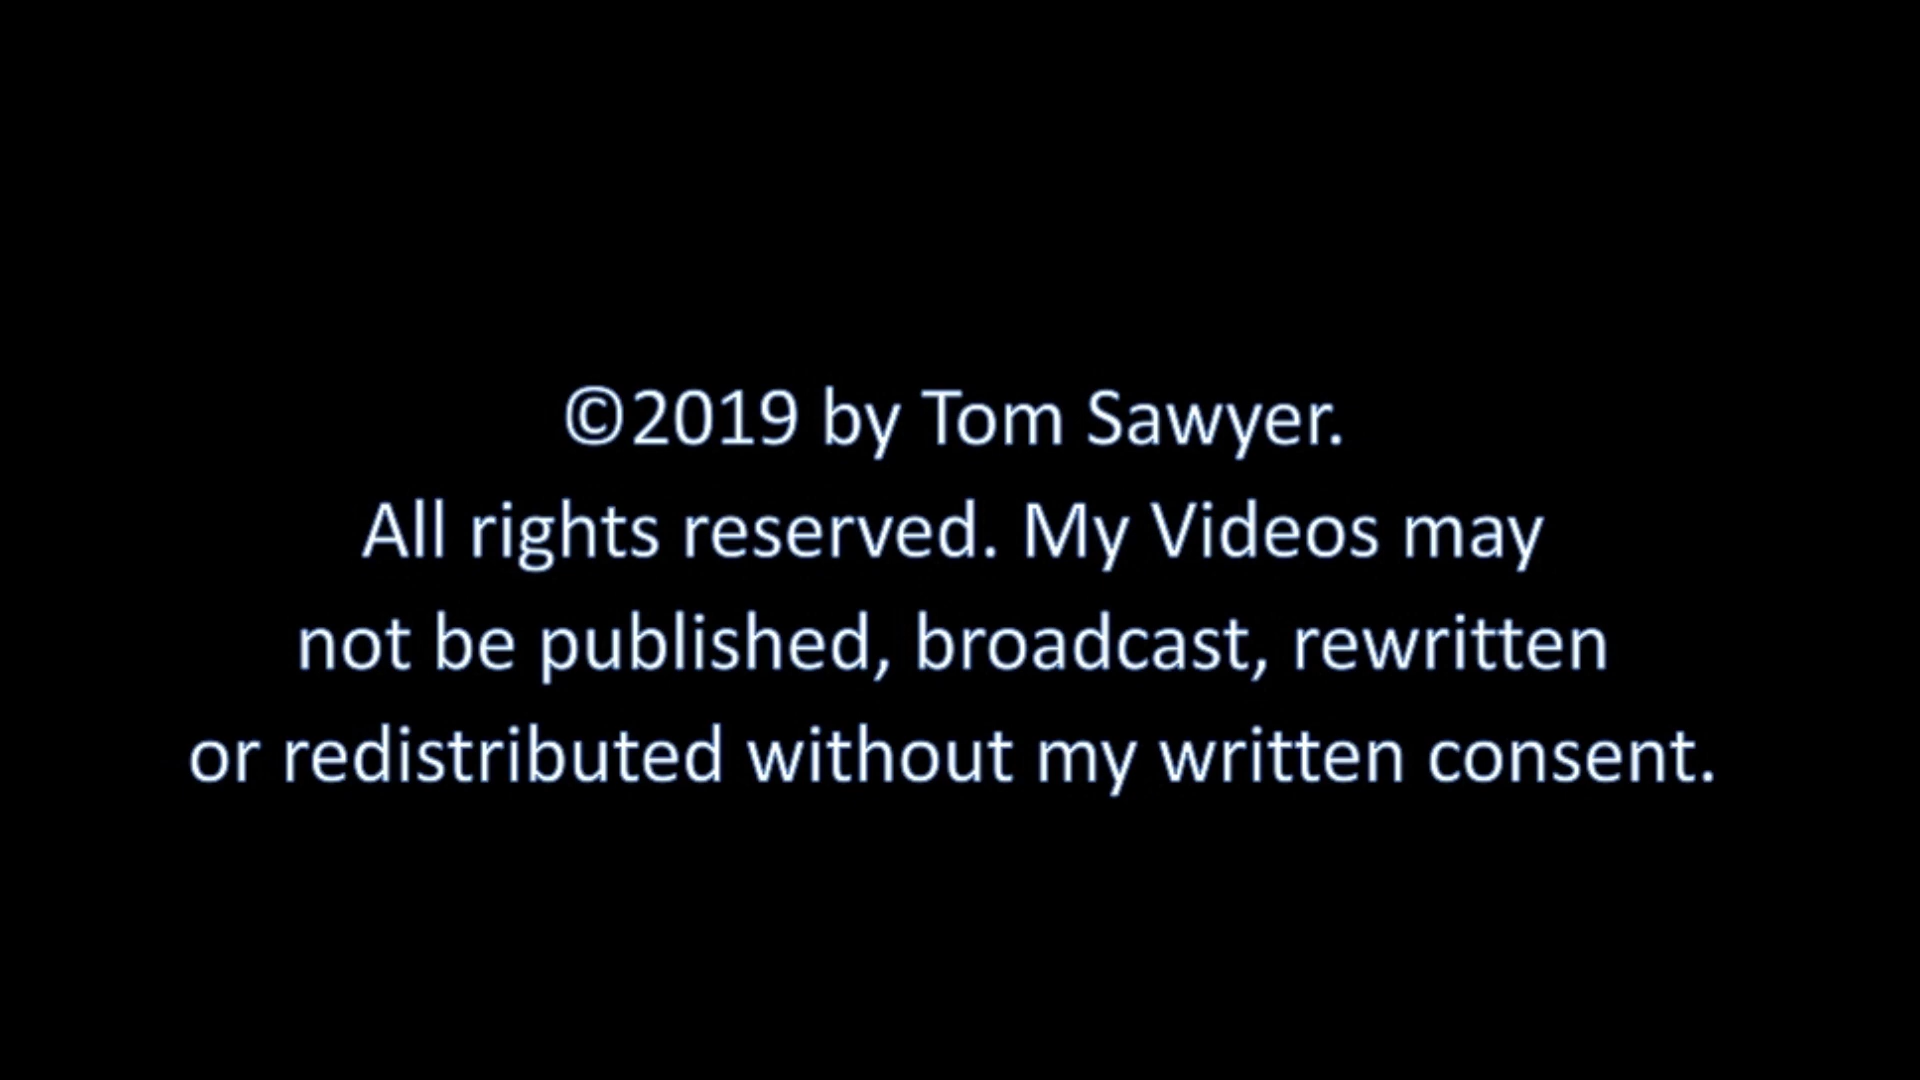 ©2019 by Tom Sawyer.
All rights reserved. My Videos may
not be published, broadcast, rewritten
or redistributed without my written consent.